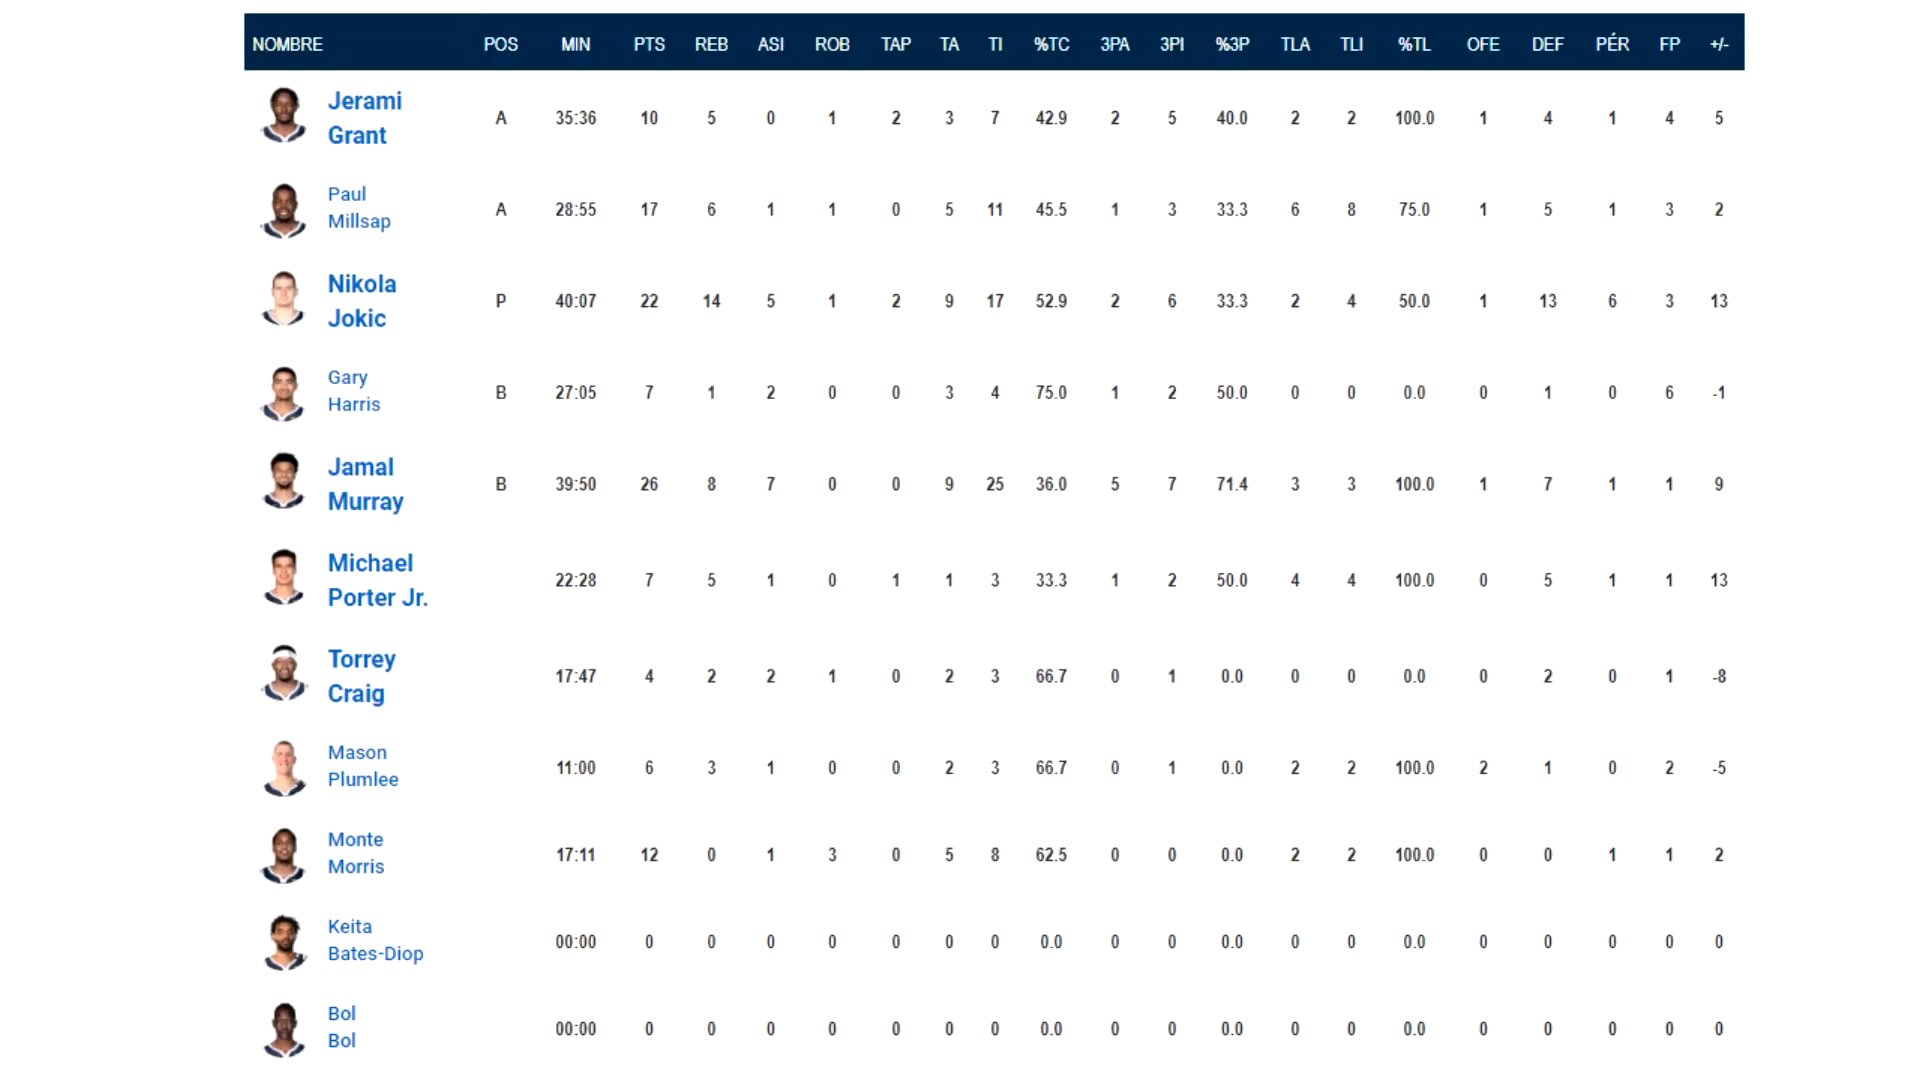 NOMBRE POS MIN PTS REB ASI ROB TAP TA TI %TC 3PA 3PI %3P TLA TLI %TL OFE DEF PÉR FP +/-
Jerami
Grant
A 35:36 10 5 0 1 2 3 7 42.9 2 5 40.0 2 2 100.0 1 4 1 4 5
Paul
Millsap
A 28:55 17 6 1 1 0 5 11 45.5 1 3 33.3 6 8 75.0 1 5 1 3 2
Nikola
Jokic
P 40:07 22 14 5 1 2 9 17 52.9 2 6 33.3 2 4 50.0 1 13 6 3 13
Gary
Harris
B 27:05 7 1 2 0 0 3 4 75.0 1 2 50.0 0 0 0.0 0 1 0 6 -1
Jamal
Murray
B 39:50 26 8 7 0 0 9 25 36.0 5 7 71.4 3 3 100.0 1 7 1 1 9
Michael
Porter Jr.
22:28 7 5 1 0 1 1 3 33.3 1 2 50.0 4 4 100.0 0 5 1 1 13
Torrey
Craig
17:47 4 2 2 1 0 2 3 66.7 0 1 0.0 0 0 0.0 0 2 0 1 -8
Mason
Plumlee
11:00 6 3 1 0 0 2 3 66.7 0 1 0.0 2 2 100.0 2 1 0 2 -5
Monte
Morris
17:11 12 0 1 3 0 5 8 62.5 0 0 0.0 2 2 100.0 0 0 1 1 2
Keita
Bates-Diop
00:00 0 0 0 0 0 0 0 0.0 0 0 0.0 0 0 0.0 0 0 0 0 0
Bol
Bol
00:00 0 0 0 0 0 0 0 0.0 0 0 0.0 0 0 0.0 0 0 0 0 0